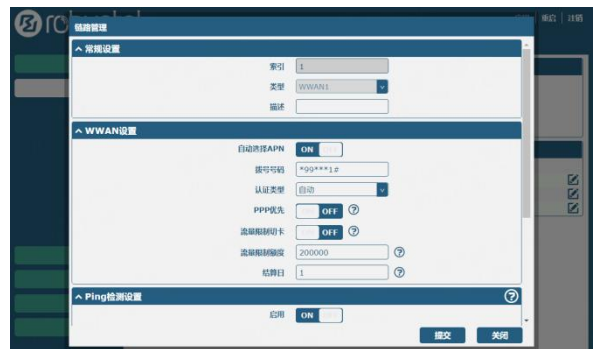 重启 | 注销
链路管理
^ 常规设置
索引 1
类型 WWAN1
描述
^ WWAN设置
自动选择APN ON
拨号号码 *99***1#
认证类型 自动
PPP优先 OFF ?
流量限制切卡 OFF ?
流量限制额度 200000 ?
结算日 1 ?
^ Ping检测设置 ?
启用 ON
提交 关闭